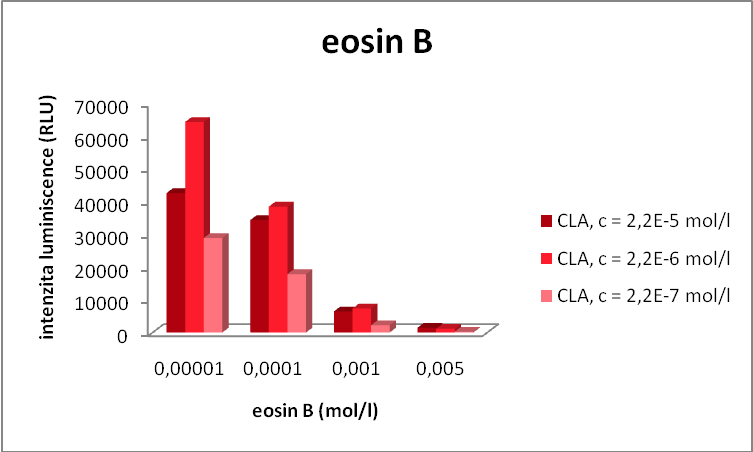 eosin B
intenzita luminiscence (RLU)
70000
60000
50000
40000
30000
20000
10000
0
0,00001 0,0001 0,001 0,005
eosin B (mol/l)
CLA, c = 2,2E-5 mol/l
CLA, c = 2,2E-6 mol/l
CLA, c = 2,2E-7 mol/l